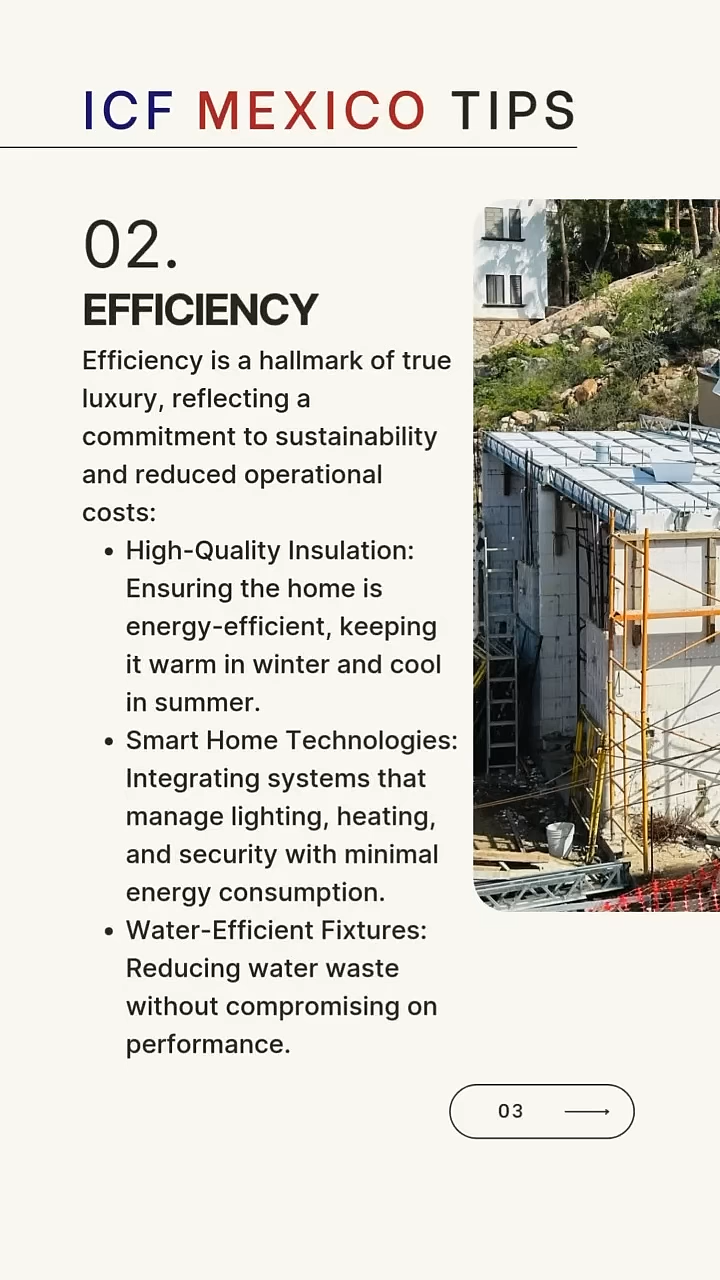 ICF MEXICO TIPS
02.
EFFICIENCY
Efficiency is a hallmark of true
luxury, reflecting a
commitment to sustainability
and reduced operational
costs:
• High-Quality Insulation:
Ensuring the home is
energy-efficient, keeping
it warm in winter and cool
in summer.
• Smart Home Technologies:
Integrating systems that
manage lighting, heating,
and security with minimal
energy consumption.
• Water-Efficient Fixtures:
Reducing water waste
without compromising on
performance.
03